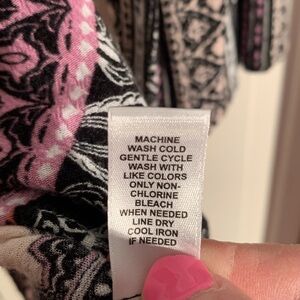 MACHINE
WASH COLD
GENTLE CYCLE
WASH WITH
LIKE COLORS
ONLY NON-
CHLORINE
BLEACH
WHEN NEEDED
LINE DRY
COOL IRON
IF NEEDED